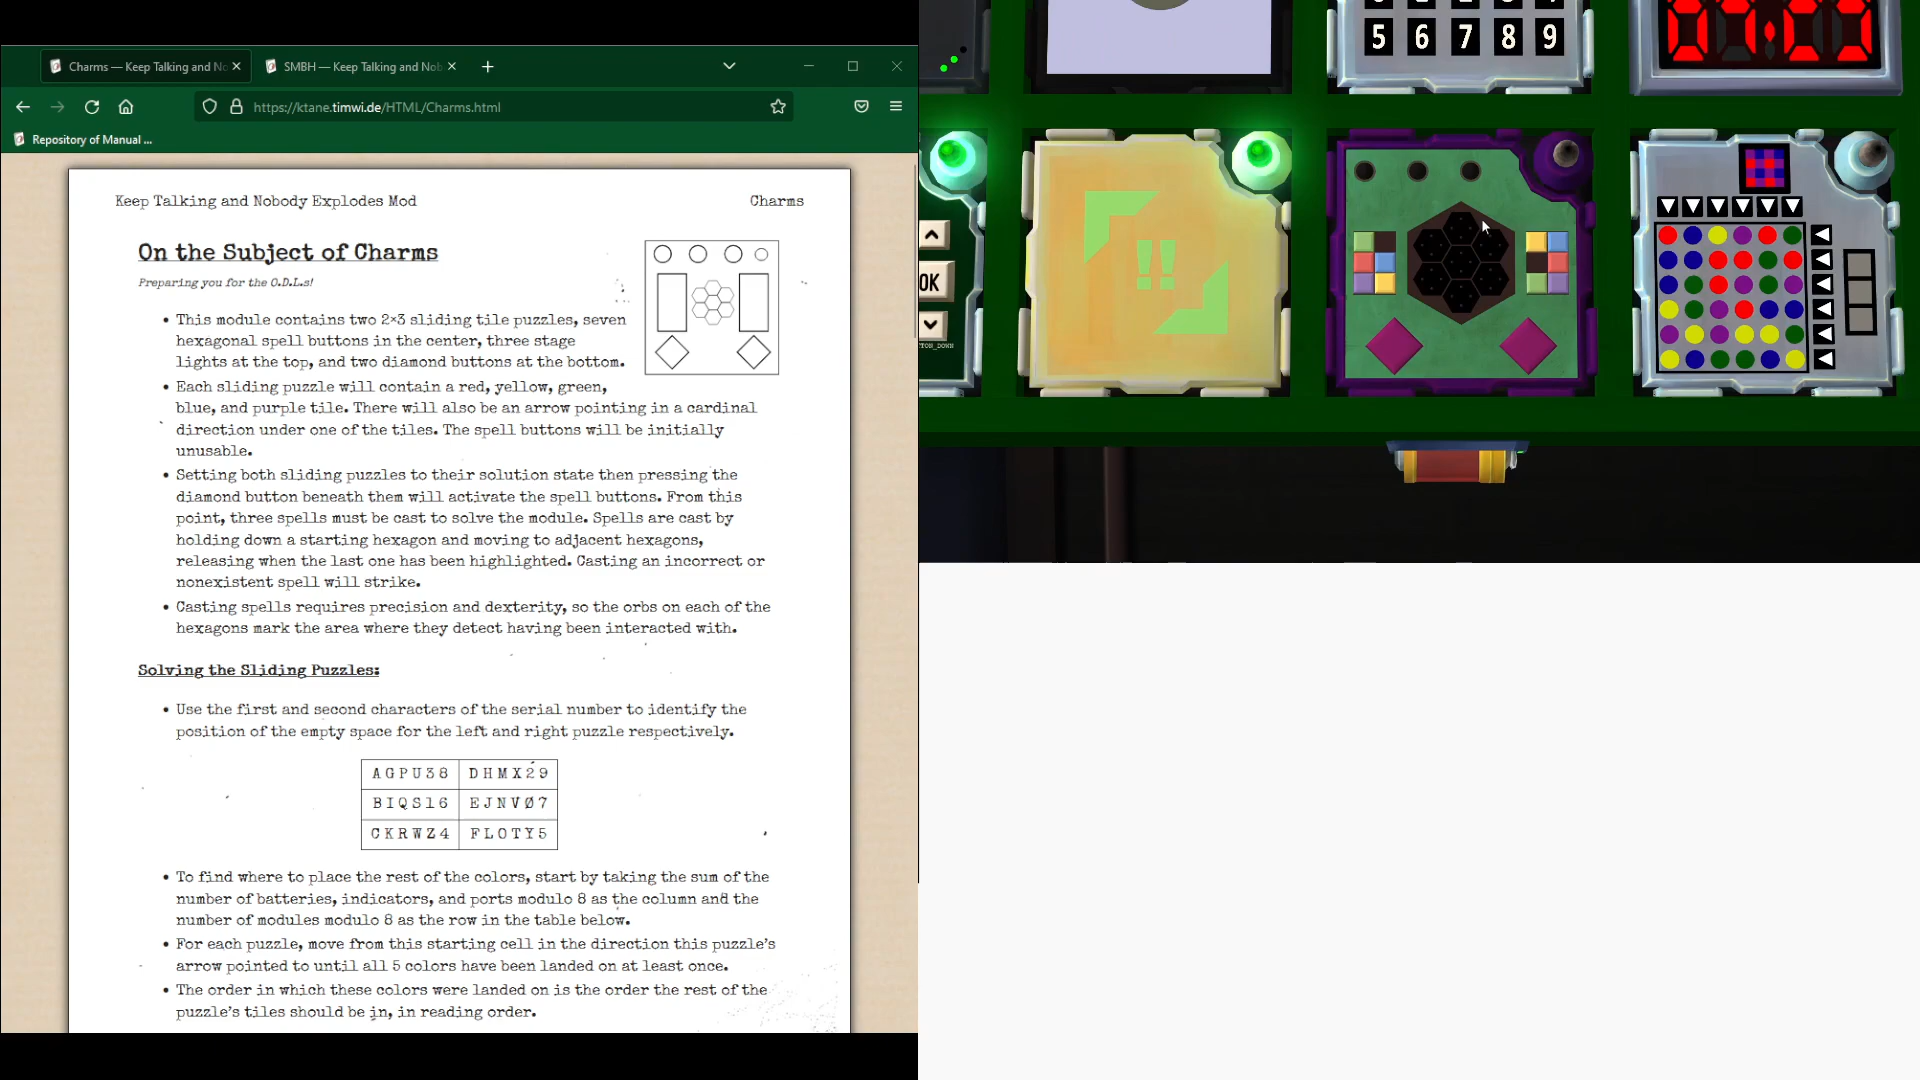 Charms — Keep Talking and No
SMBH — Keep Talking and Nob
https://ktane.timwi.de/HTML/Charms.html
Repository of Manual ...
Keep Talking and Nobody Explodes Mod
Charms
On the Subject of Charms
Preparing you for the O.D.L.s!
• This module contains two 2×3 sliding tile puzzles, seven
hexagonal spell buttons in the center, three stage
lights at the top, and two diamond buttons at the bottom.
• Each sliding puzzle will contain a red, yellow, green,
blue, and purple tile. There will also be an arrow pointing in a cardinal
direction under one of the tiles. The spell buttons will be initially
unusable.
• Setting both sliding puzzles to their solution state then pressing the
diamond button beneath them will activate the spell buttons. From this
point, three spells must be cast to solve the module. Spells are cast by
holding down a starting hexagon and moving to adjacent hexagons,
releasing when the last one has been highlighted. Casting an incorrect or
nonexistent spell will strike.
• Casting spells requires precision and dexterity, so the orbs on each of the
hexagons mark the area where they detect having been interacted with.
Solving the Sliding Puzzles:
• Use the first and second characters of the serial number to identify the
position of the empty space for the left and right puzzle respectively.
A G P U 3 8 D H M X 2 9
B I Q S 1 6 E J N V Ø 7
C K R W Z 4 F L O T Y 5
• To find where to place the rest of the colors, start by taking the sum of the
number of batteries, indicators, and ports modulo 8 as the column and the
number of modules modulo 8 as the row in the table below.
• For each puzzle, move from this starting cell in the direction this puzzle's
arrow pointed to until all 5 colors have been landed on at least once.
• The order in which these colors were landed on is the order the rest of the
puzzle's tiles should be in, in reading order.
5 6 7 8 9
OK
!!